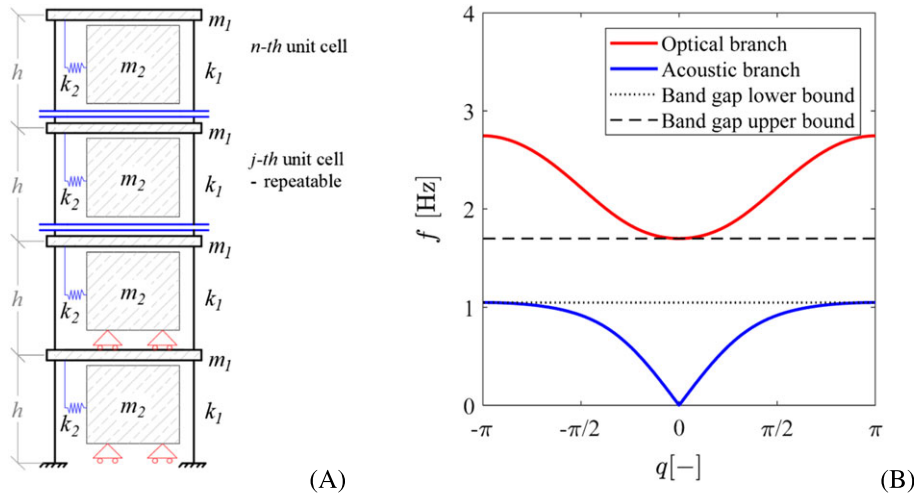 m₁
n-th unit cell
h
m₂
k₂
k₁
m₁
j-th unit cell
- repeatable
h
m₂
k₂
k₁
m₁
h
m₂
k₂
k₁
m₁
h
m₂
k₂
k₁
(A)
Optical branch
Acoustic branch
Band gap lower bound
Band gap upper bound
4
3
2
1
0
f [Hz]
-π
-π/2
0
π/2
π
q[−]
(B)